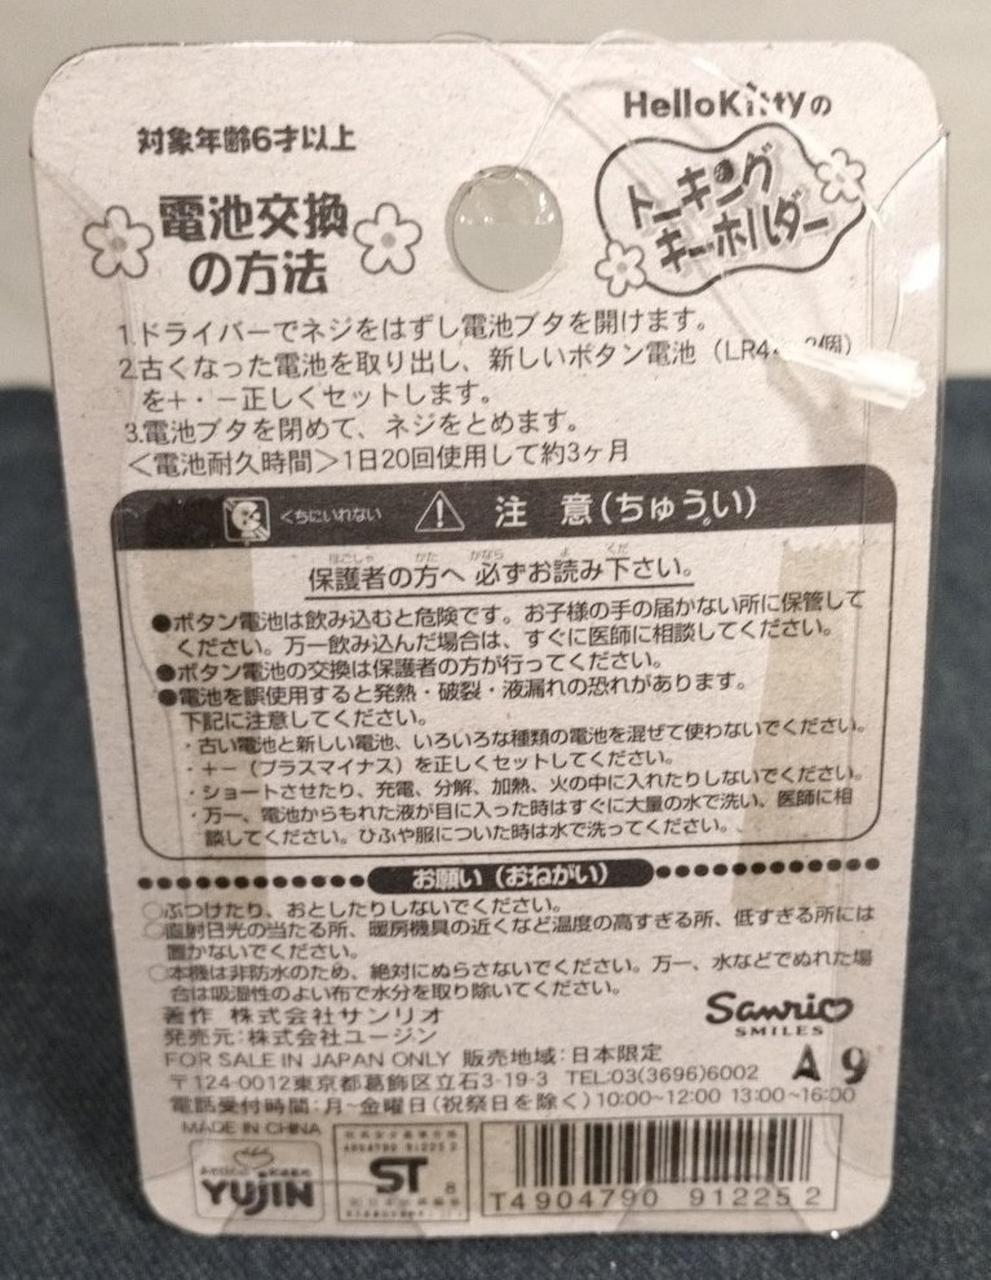 対象年齢6才以上
HelloKittyの
トーキング
キーホルダー
電池交換
の方法
1.ドライバーでネジをはずし電池ブタを開けます。
2.古くなった電池を取り出し、新しいボタン電池(LR4 2個)
を+・−正しくセットします。
3.電池ブタを閉めて、ネジをとめます。
<電池耐久時間>1日20回使用して約3ヶ月
くちにいれない
注 意(ちゅうい)
ほごしゃ かた かなら よ くだ
保護者の方へ 必ずお読み下さい。
●ボタン電池は飲み込むと危険です。お子様の手の届かない所に保管して
ください。万一飲み込んだ場合は、すぐに医師に相談してください。
●ボタン電池の交換は保護者の方が行ってください。
●電池を誤使用すると発熱・破裂・液漏れの恐れがあります。
下記に注意してください。
・古い電池と新しい電池、いろいろな種類の電池を混ぜて使わないでください。
・+−(プラスマイナス)を正しくセットしてください。
・ショートさせたり、充電、分解、加熱、火の中に入れたりしないでください。
・万一、電池からもれた液が目に入った時はすぐに大量の水で洗い、医師に相
談してください。ひふや服についた時は水で洗ってください。
お願い(おねがい)
○ぶつけたり、おとしたりしないでください。
○直射日光の当たる所、暖房機具の近くなど温度の高すぎる所、低すぎる所には
置かないでください。
○本機は非防水のため、絶対にぬらさないでください。万一、水などでぬれた場
合は吸湿性のよい布で水分を取り除いてください。
著作 株式会社サンリオ
発売元:株式会社ユージン
Sanrio
SMILES
FOR SALE IN JAPAN ONLY 販売地域:日本限定
A 9
〒124-0012東京都葛飾区立石3-19-3 TEL:03(3696)6002
電話受付時間:月~金曜日(祝祭日を除く)10:00~12:00 13:00~16:00
MADE IN CHINA
YUJIN
ST
8
T4904790 912252